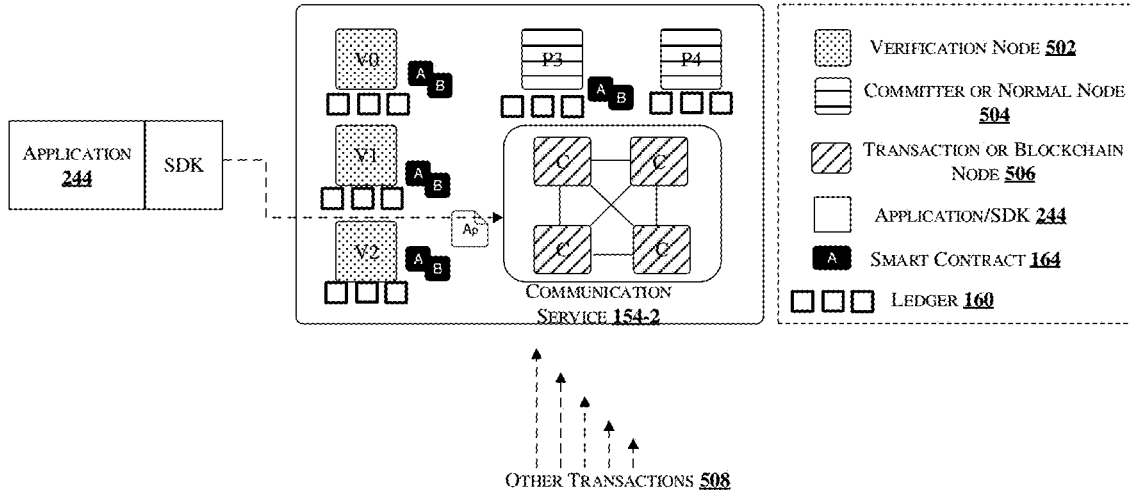 V0
A
B
P3
A
B
P4
APPLICATION
244
SDK
V1
A
B
Ap
V2
A
B
C
C
C
C
COMMUNICATION
SERVICE 154-2
OTHER TRANSACTIONS 508
VERIFICATION NODE 502
COMMITTER OR NORMAL NODE
504
TRANSACTION OR BLOCKCHAIN
NODE 506
APPLICATION/SDK 244
A
SMART CONTRACT 164
LEDGER 160